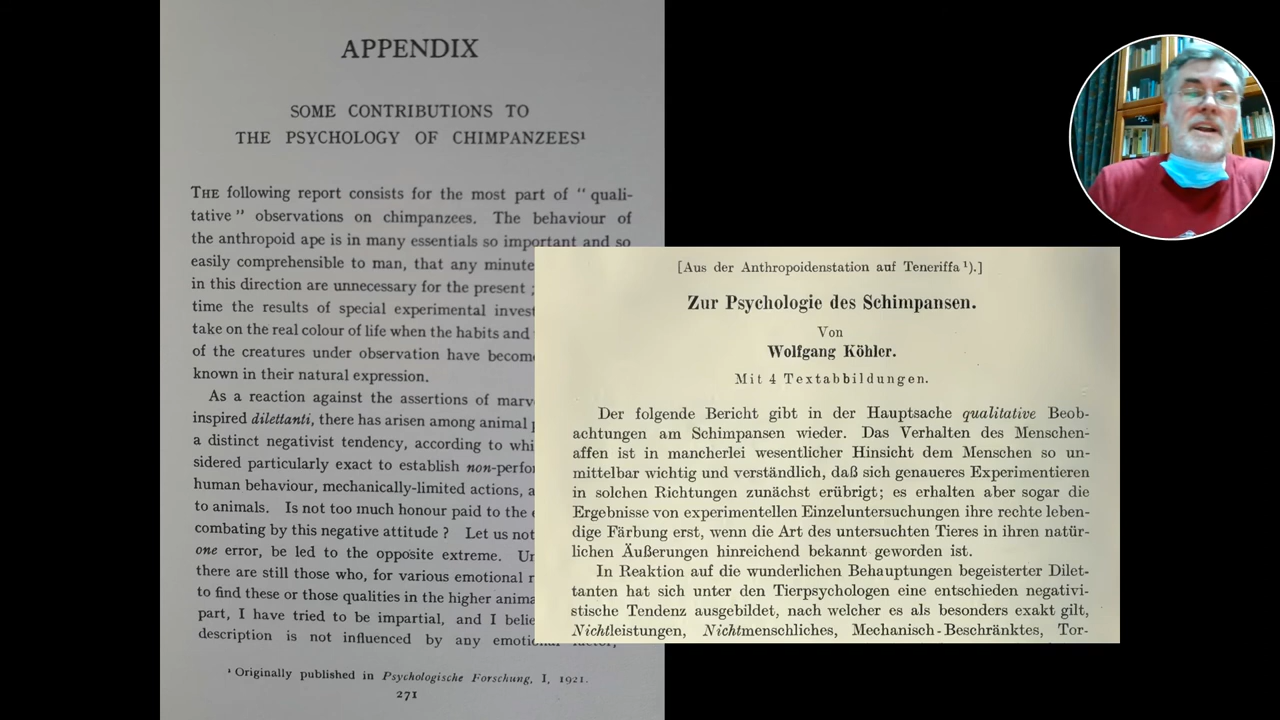 APPENDIX
SOME CONTRIBUTIONS TO
THE PSYCHOLOGY OF CHIMPANZEES¹
THE following report consists for the most part of “ quali-
tative ” observations on chimpanzees. The behaviour of
the anthropoid ape is in many essentials so important and so
easily comprehensible to man, that any minute
in this direction are unnecessary for the present ;
time the results of special experimental
take on the real colour of life when the habits and
of the creatures under observation have
known in their natural expression.
As a reaction against the assertions of
inspired dilettanti, there has arisen among animal
a distinct negativist tendency, according to
sidered particularly exact to establish
human behaviour, mechanically-limited actions,
to animals. Is not too much honour paid to the
combating by this negative attitude ? Let us not
one error, be led to the opposite extreme.
there are still those who, for various emotional
to find these or those qualities in the higher
part, I have tried to be impartial, and I
description is not influenced by any
¹ Originally published in Psychologische Forschung, I, 1921.
271
[Aus der Anthropoidenstation auf Teneriffa ¹).]
Zur Psychologie des Schimpansen.
Von
Wolfgang Köhler.
Mit 4 Textabbildungen.
Der folgende Bericht gibt in der Hauptsache qualitative Beob-
achtungen am Schimpansen wieder. Das Verhalten des Menschen-
affen ist in mancherlei wesentlicher Hinsicht dem Menschen so un-
mittelbar wichtig und verständlich, daß sich genaueres Experimentieren
in solchen Richtungen zunächst erübrigt; es erhalten aber sogar die
Ergebnisse von experimentellen Einzeluntersuchungen ihre rechte leben-
dige Färbung erst, wenn die Art des untersuchten Tieres in ihren natür-
lichen Äußerungen hinreichend bekannt geworden ist.
In Reaktion auf die wunderlichen Behauptungen begeisterter Dilet-
tanten hat sich unter den Tierpsychologen eine entschieden negativi-
stische Tendenz ausgebildet, nach welcher es als besonders exakt gilt,
Nichtleistungen, Nichtmenschliches, Mechanisch-Beschränktes, Tor-